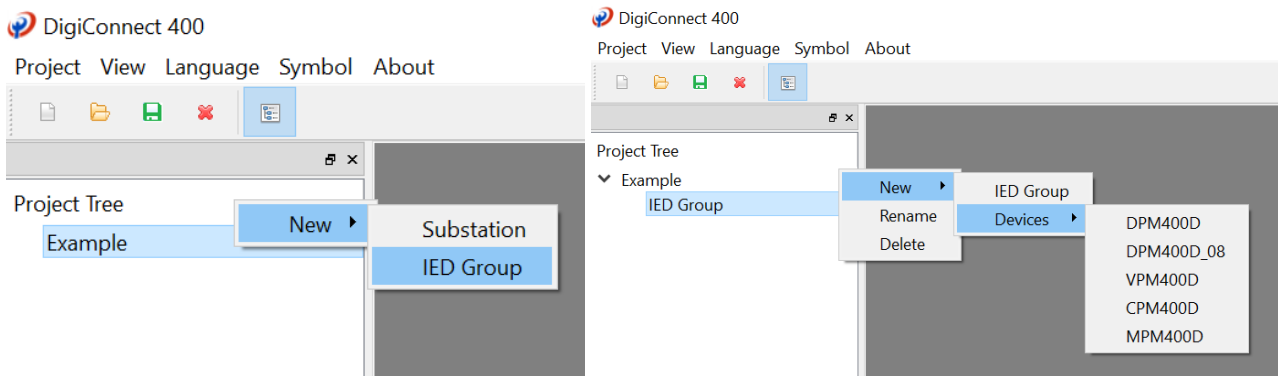 DigiConnect 400
Project View Language Symbol About
Project Tree
Example
New
Substation
IED Group
DigiConnect 400
Project View Language Symbol About
Project Tree
Example
IED Group
New
Rename
Delete
IED Group
Devices
DPM400D
DPM400D_08
VPM400D
CPM400D
MPM400D